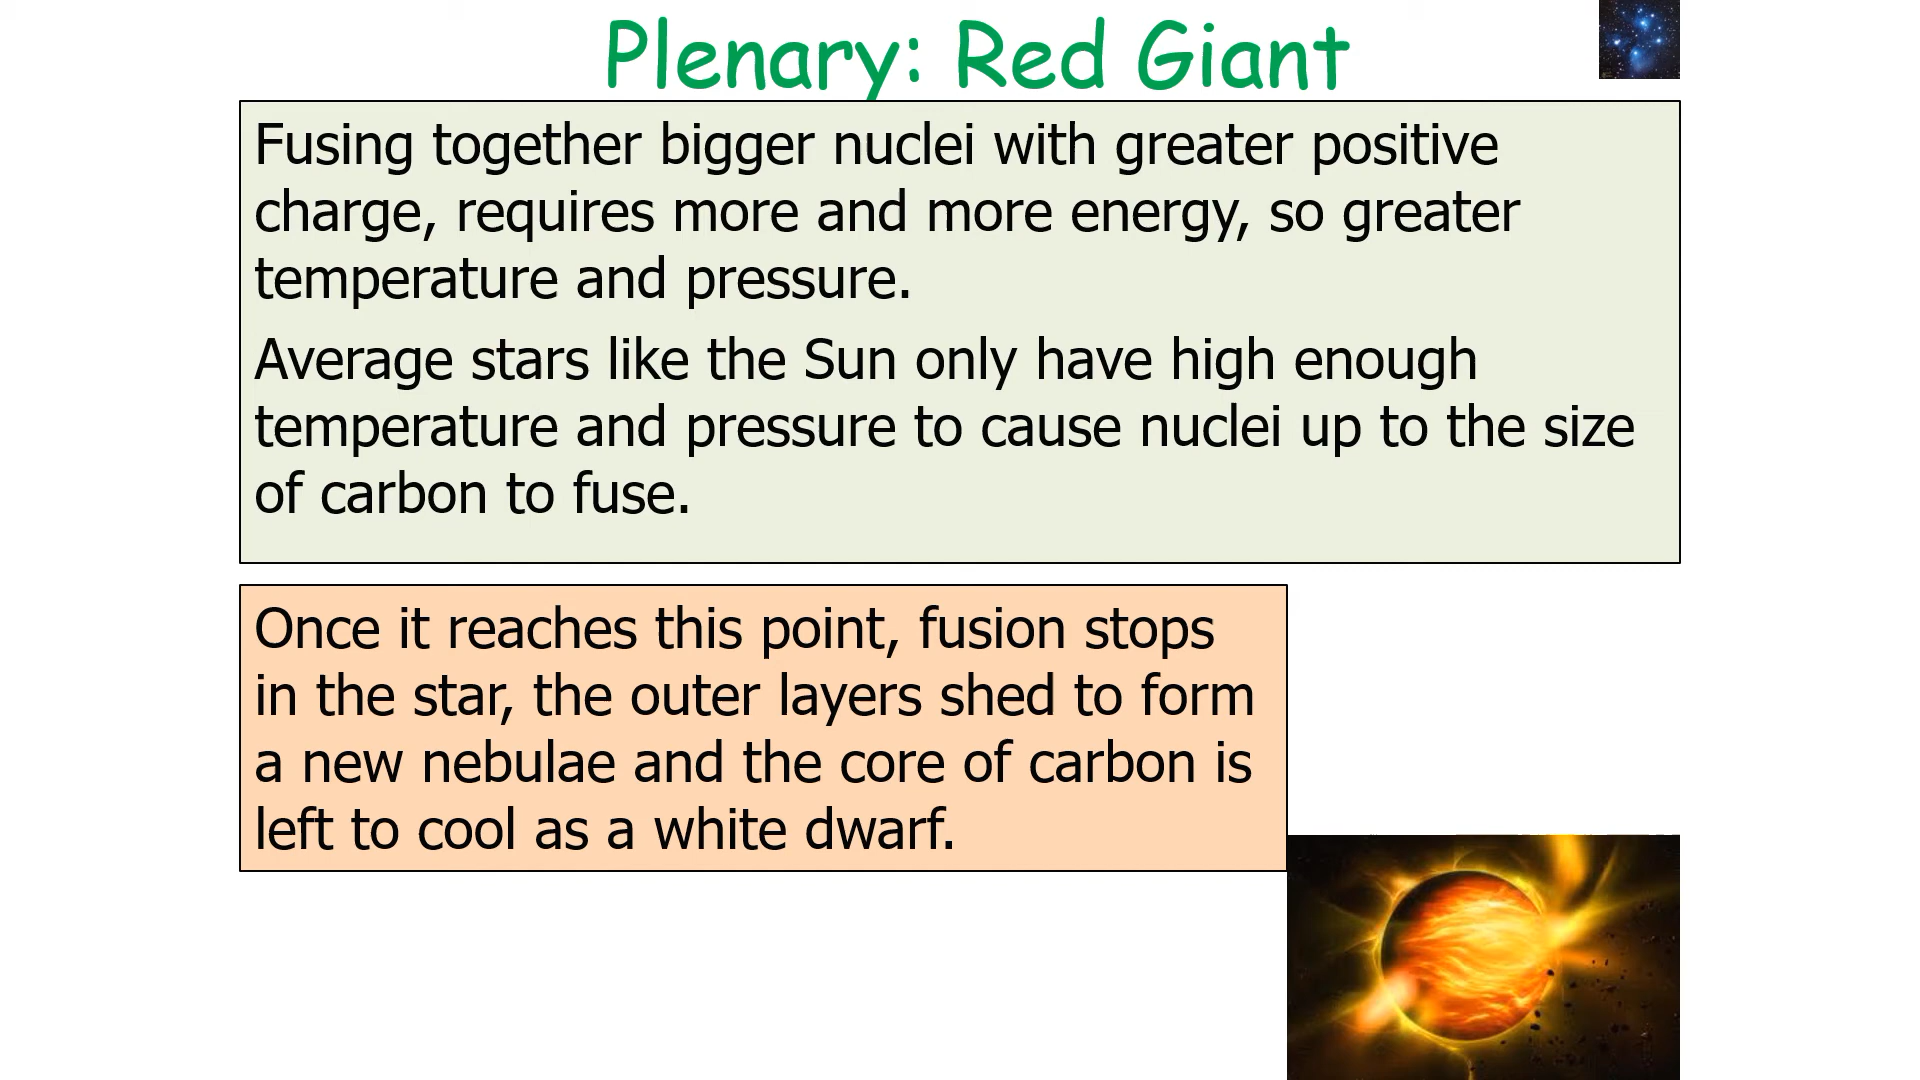 Plenary: Red Giant
Fusing together bigger nuclei with greater positive
charge, requires more and more energy, so greater
temperature and pressure.
Average stars like the Sun only have high enough
temperature and pressure to cause nuclei up to the size
of carbon to fuse.
Once it reaches this point, fusion stops
in the star, the outer layers shed to form
a new nebulae and the core of carbon is
left to cool as a white dwarf.